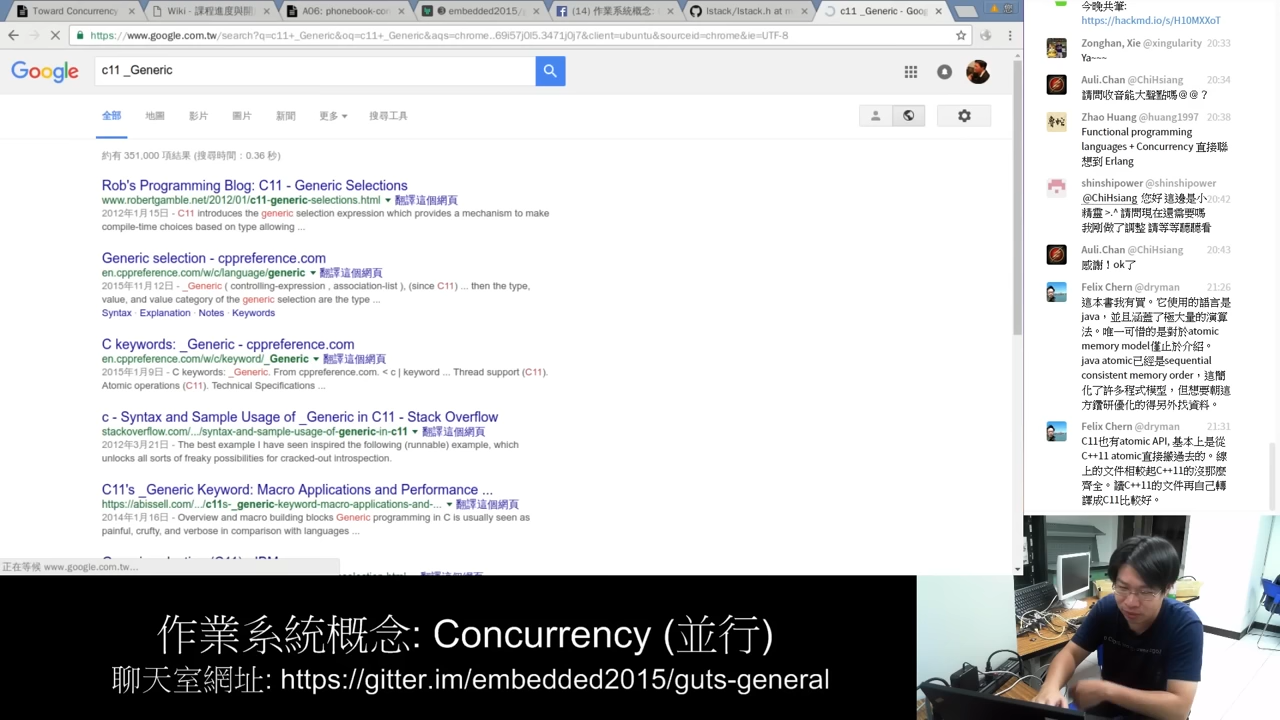 Toward Concurrency
Wiki - 課程進度與開
A06: phonebook-con
embedded2015/g
(14) 作業系統概念:
lstack/lstack.h at m
c11 _Generic - Goo
https://www.google.com.tw/search?q=c11+_Generic&oq=c11+_Generic&aqs=chrome..69i57j0l5.3471j0j7&client=ubuntu&sourceid=chrome&ie=UTF-8
Google
c11 _Generic
全部 地圖 影片 圖片 新聞 更多 搜尋工具
約有 351,000 項結果 (搜尋時間：0.36 秒)
Rob's Programming Blog: C11 - Generic Selections
www.robertgamble.net/2012/01/c11-generic-selections.html 翻譯這個網頁
2012年1月15日 - C11 introduces the generic selection expression which provides a mechanism to make
compile-time choices based on type allowing ...
Generic selection - cppreference.com
en.cppreference.com/w/c/language/generic 翻譯這個網頁
2015年11月12日 - _Generic ( controlling-expression , association-list ), (since C11) ... then the type,
value, and value category of the generic selection are the type ...
Syntax · Explanation · Notes · Keywords
C keywords: _Generic - cppreference.com
en.cppreference.com/w/c/keyword/_Generic 翻譯這個網頁
2015年1月9日 - C keywords: _Generic. From cppreference.com. < c | keyword ... Thread support (C11).
Atomic operations (C11). Technical Specifications ...
c - Syntax and Sample Usage of _Generic in C11 - Stack Overflow
stackoverflow.com/.../syntax-and-sample-usage-of-generic-in-c11 翻譯這個網頁
2012年3月21日 - The best example I have seen inspired the following (runnable) example, which
unlocks all sorts of freaky possibilities for cracked-out introspection.
C11's _Generic Keyword: Macro Applications and Performance ...
https://abissell.com/.../c11s-_generic-keyword-macro-applications-and-... 翻譯這個網頁
2014年1月16日 - Overview and macro building blocks Generic programming in C is usually seen as
painful, crufty, and verbose in comparison with languages ...
正在等候 www.google.com.tw...
今晚共筆:
https://hackmd.io/s/H10MXXoT
Zonghan, Xie @xingularity 20:33
Ya~~~
Auli.Chan @ChiHsiang 20:34
請問收音能大聲點嗎＠＠？
Zhao Huang @huang1997 20:38
Functional programming
languages + Concurrency 直接聯
想到 Erlang
shinshipower @shinshipower
20:42
@ChiHsiang 您好 這邊是小
精靈 >.^ 請問現在還需要嗎
我剛做了調整 請等等聽聽看
Auli.Chan @ChiHsiang 20:43
感謝！ok了
Felix Chern @dryman 21:26
這本書我有買。它使用的語言是
java，並且涵蓋了極大量的演算
法。唯一可惜的是對於atomic
memory model僅止於介紹。
java atomic已經是sequential
consistent memory order，這簡
化了許多程式模型，但想要朝這
方鑽研優化的得另外找資料。
Felix Chern @dryman 21:31
C11也有atomic API, 基本上是從
C++11 atomic直接搬過去的。線
上的文件相較起C++11的沒那麼
齊全。讀C++11的文件再自己轉
譯成C11比較好。
作業系統概念: Concurrency (並行)
聊天室網址: https://gitter.im/embedded2015/guts-general